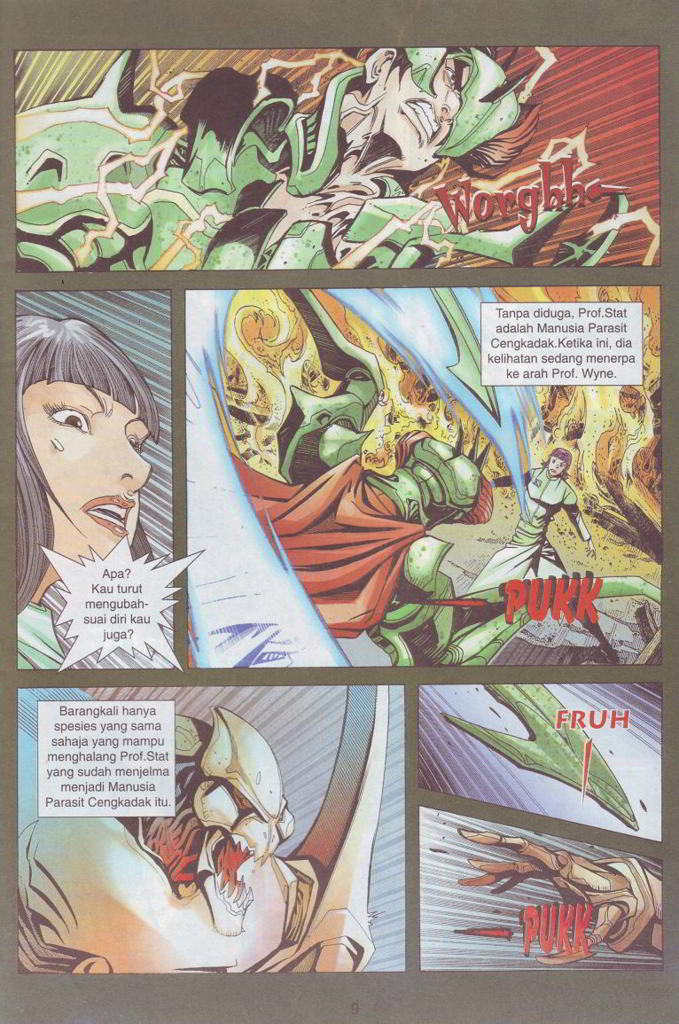 Worghh
Tanpa diduga, Prof.Stat
adalah Manusia Parasit
Cengkadak.Ketika ini, dia
kelihatan sedang menerpa
ke arah Prof. Wyne.
Apa?
Kau turut
mengubah-
suai diri kau
juga?
PUKK
Barangkali hanya
spesies yang sama
sahaja yang mampu
menghalang Prof.Stat
yang sudah menjelma
menjadi Manusia
Parasit Cengkadak itu.
FRUH
PUKK
9